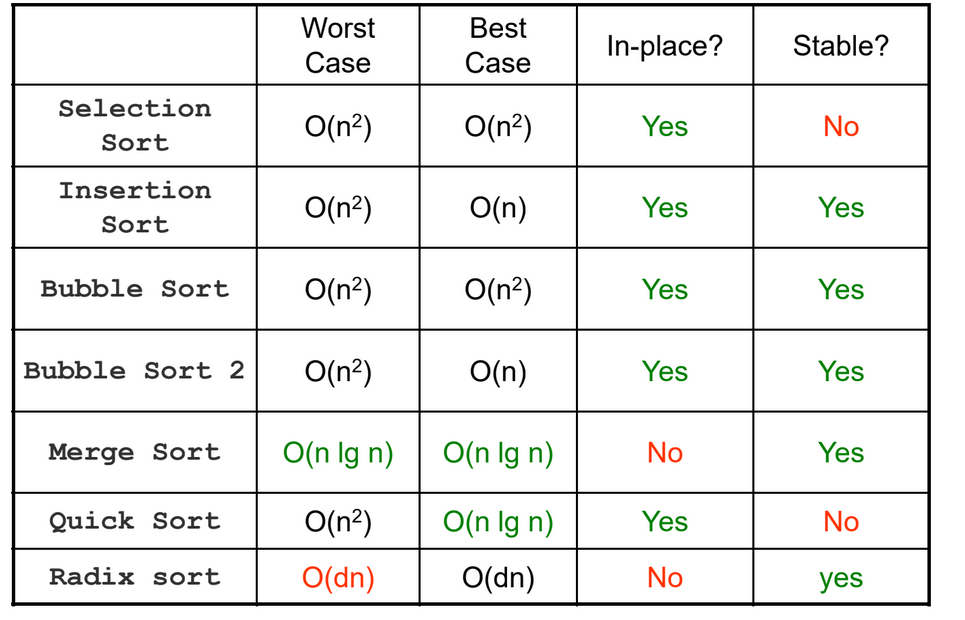 Worst Case Best Case In-place? Stable?
Selection Sort O(n²) O(n²) Yes No
Insertion Sort O(n²) O(n) Yes Yes
Bubble Sort O(n²) O(n²) Yes Yes
Bubble Sort 2 O(n²) O(n) Yes Yes
Merge Sort O(n lg n) O(n lg n) No Yes
Quick Sort O(n²) O(n lg n) Yes No
Radix sort O(dn) O(dn) No yes